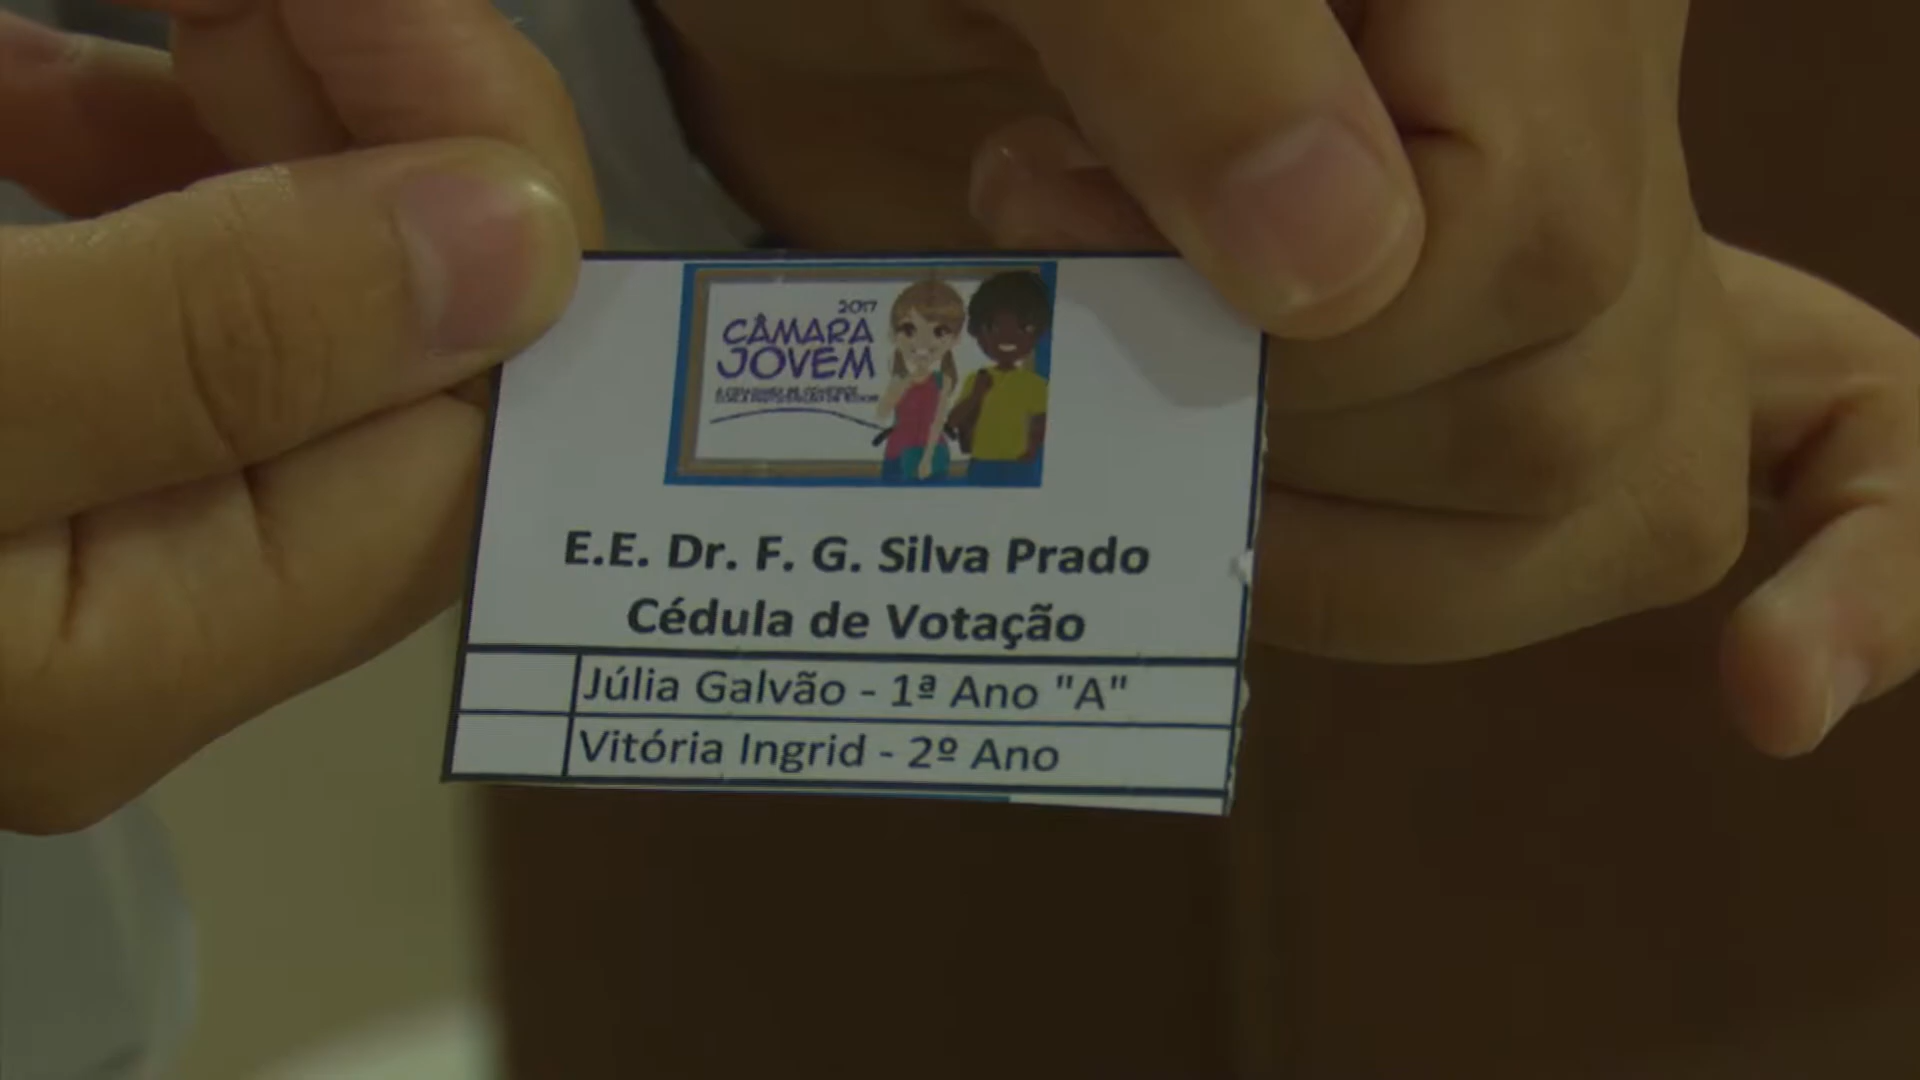 2017
CÂMARA
JOVEM
E.E. Dr. F. G. Silva Prado
Cédula de Votação
Júlia Galvão - 1ª Ano "A"
Vitória Ingrid - 2º Ano